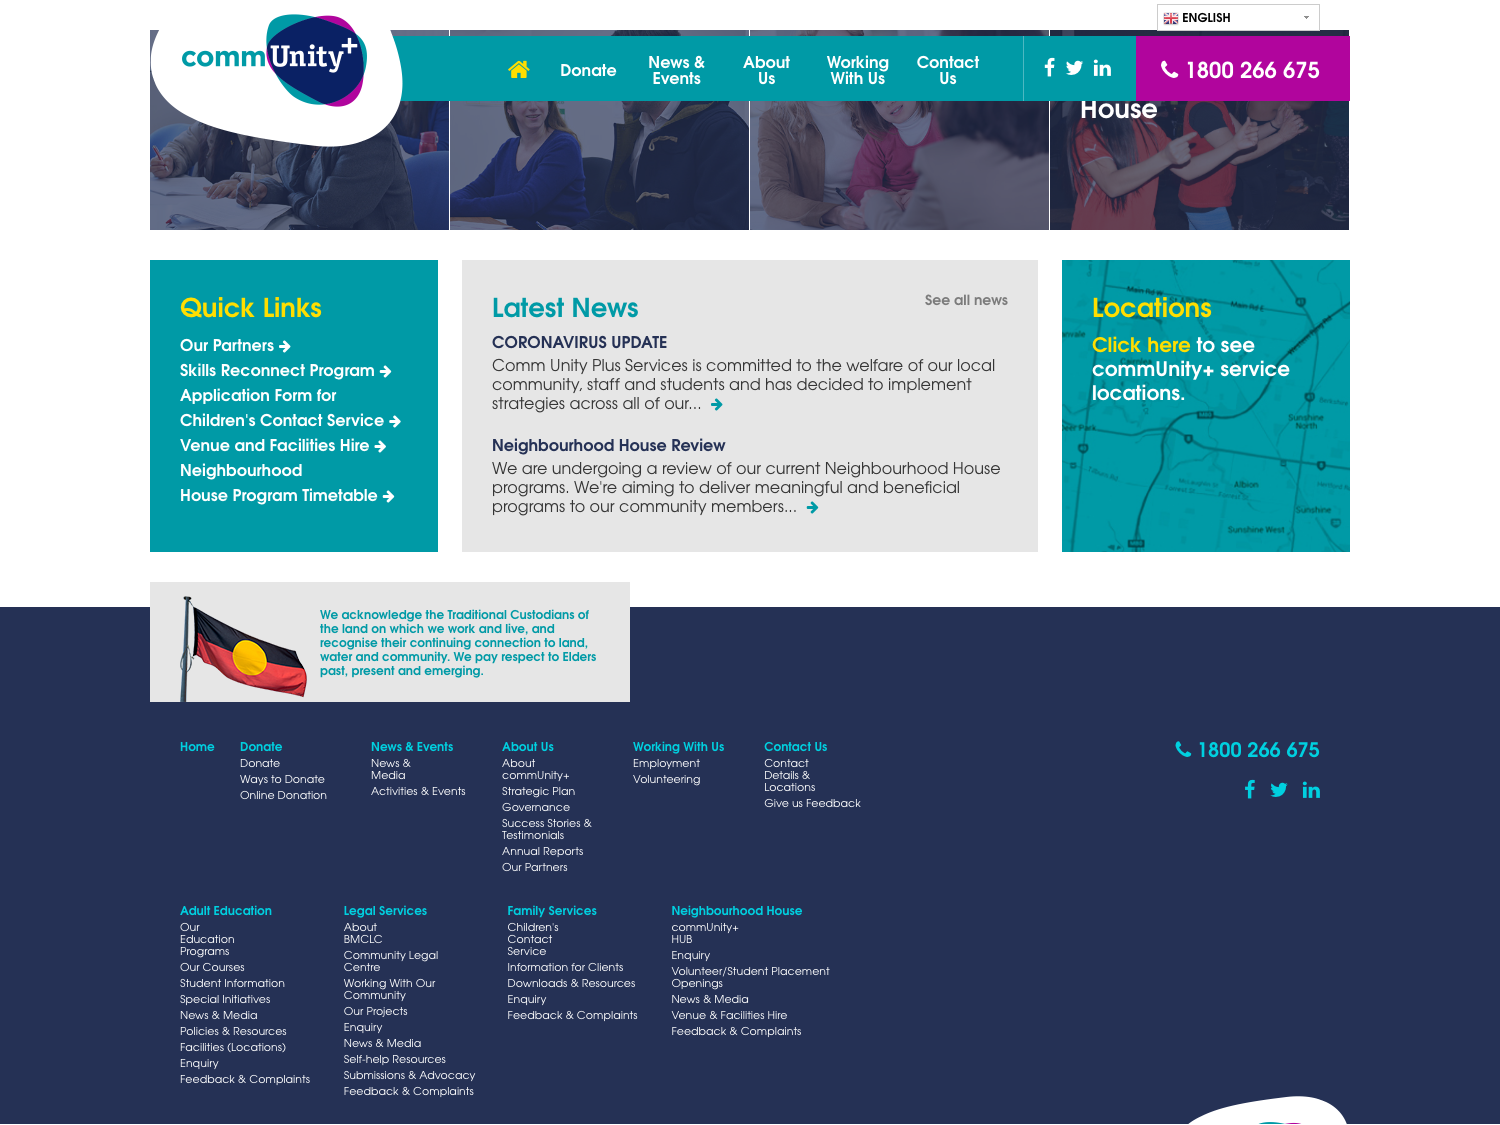 ENGLISH
commUnity+
Donate
News &
Events
About
Us
Working
With Us
Contact
Us
1800 266 675
House
Quick Links
Our Partners
Skills Reconnect Program
Application Form for
Children's Contact Service
Venue and Facilities Hire
Neighbourhood
House Program Timetable
Latest News
See all news
CORONAVIRUS UPDATE
Comm Unity Plus Services is committed to the welfare of our local
community, staff and students and has decided to implement
strategies across all of our...
Neighbourhood House Review
We are undergoing a review of our current Neighbourhood House
programs. We're aiming to deliver meaningful and beneficial
programs to our community members...
Locations
Click here to see
commUnity+ service
locations.
Sunshine
North
Albion
Sunshine
Sunshine West
We acknowledge the Traditional Custodians of
the land on which we work and live, and
recognise their continuing connection to land,
water and community. We pay respect to Elders
past, present and emerging.
Home
Donate
Donate
Ways to Donate
Online Donation
News & Events
News &
Media
Activities & Events
About Us
About
commUnity+
Strategic Plan
Governance
Success Stories &
Testimonials
Annual Reports
Our Partners
Working With Us
Employment
Volunteering
Contact Us
Contact
Details &
Locations
Give us Feedback
1800 266 675
Adult Education
Our
Education
Programs
Our Courses
Student Information
Special Initiatives
News & Media
Policies & Resources
Facilities (Locations)
Enquiry
Feedback & Complaints
Legal Services
About
BMCLC
Community Legal
Centre
Working With Our
Community
Our Projects
Enquiry
News & Media
Self-help Resources
Submissions & Advocacy
Feedback & Complaints
Family Services
Children's
Contact
Service
Information for Clients
Downloads & Resources
Enquiry
Feedback & Complaints
Neighbourhood House
commUnity+
HUB
Enquiry
Volunteer/Student Placement
Openings
News & Media
Venue & Facilities Hire
Feedback & Complaints